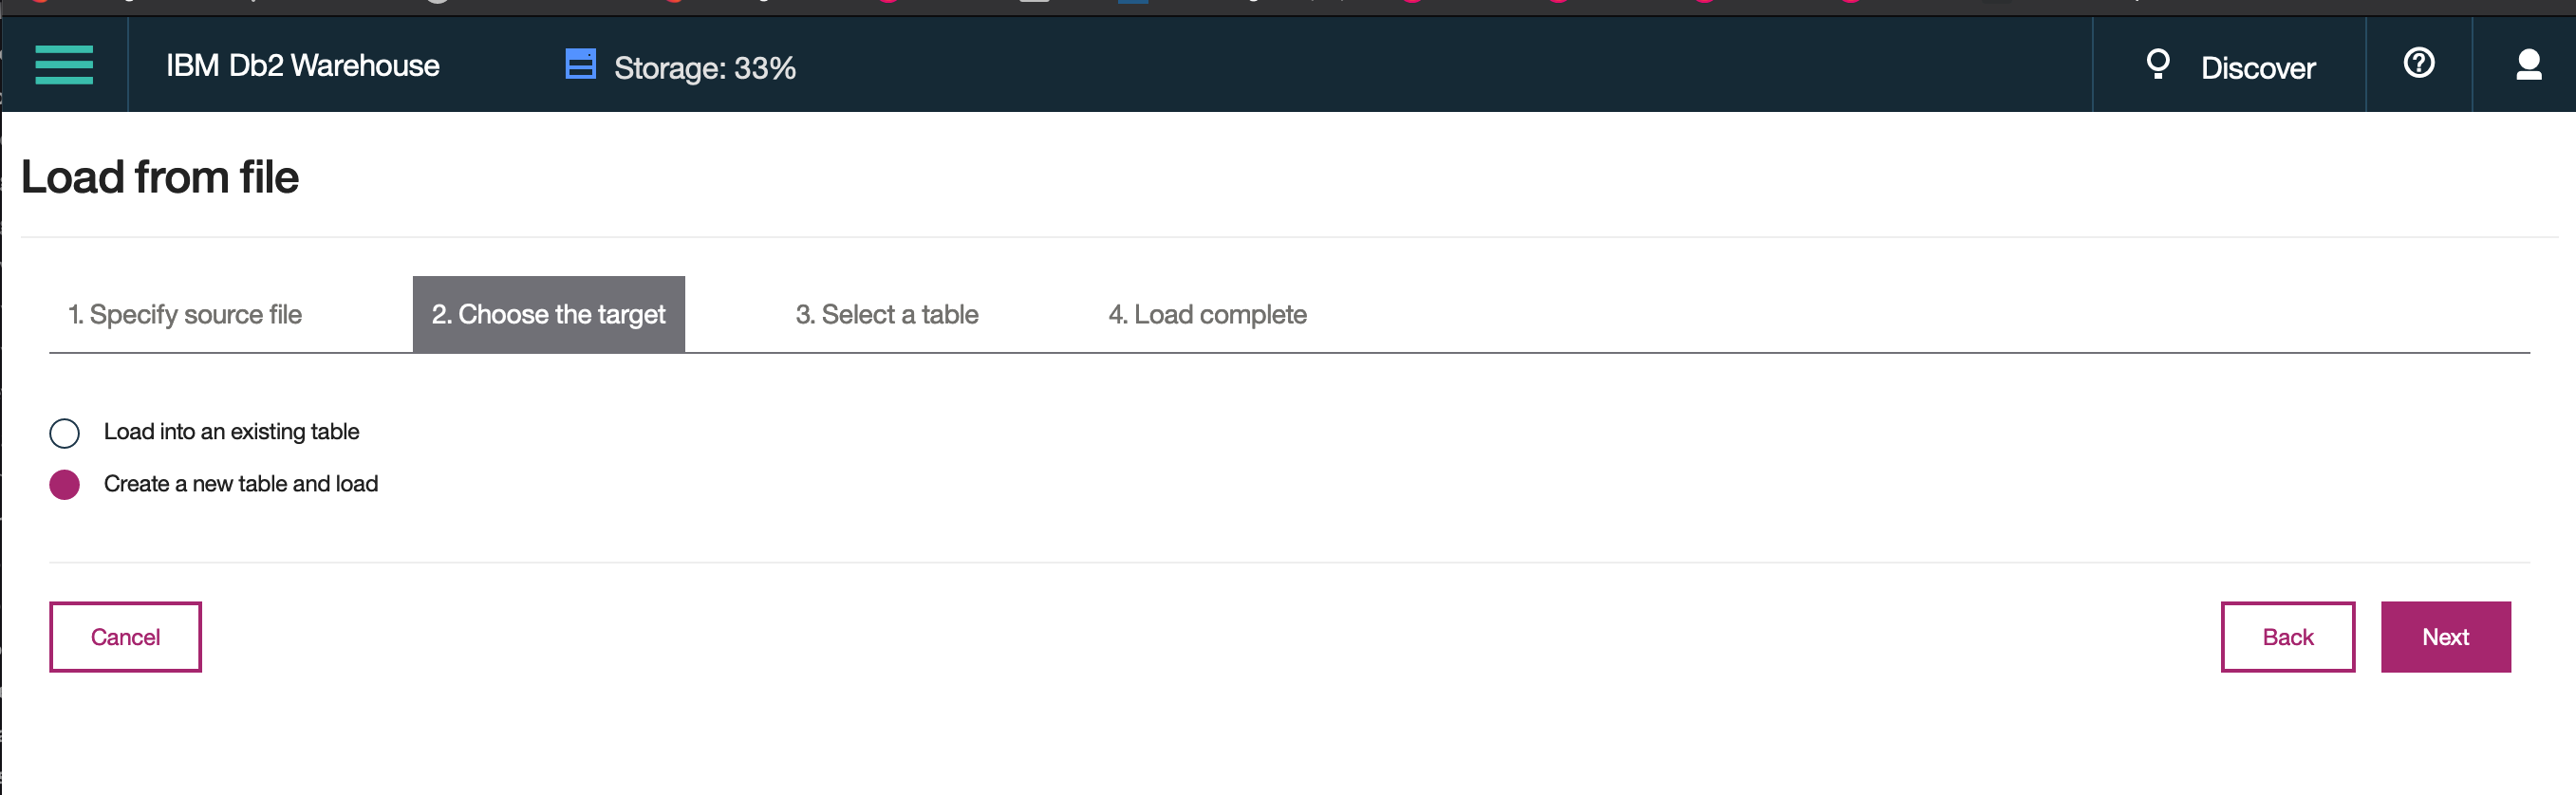 IBM Db2 Warehouse
Storage: 33%
Discover
Load from file
1. Specify source file
2. Choose the target
3. Select a table
4. Load complete
Load into an existing table
Create a new table and load
Cancel
Back
Next